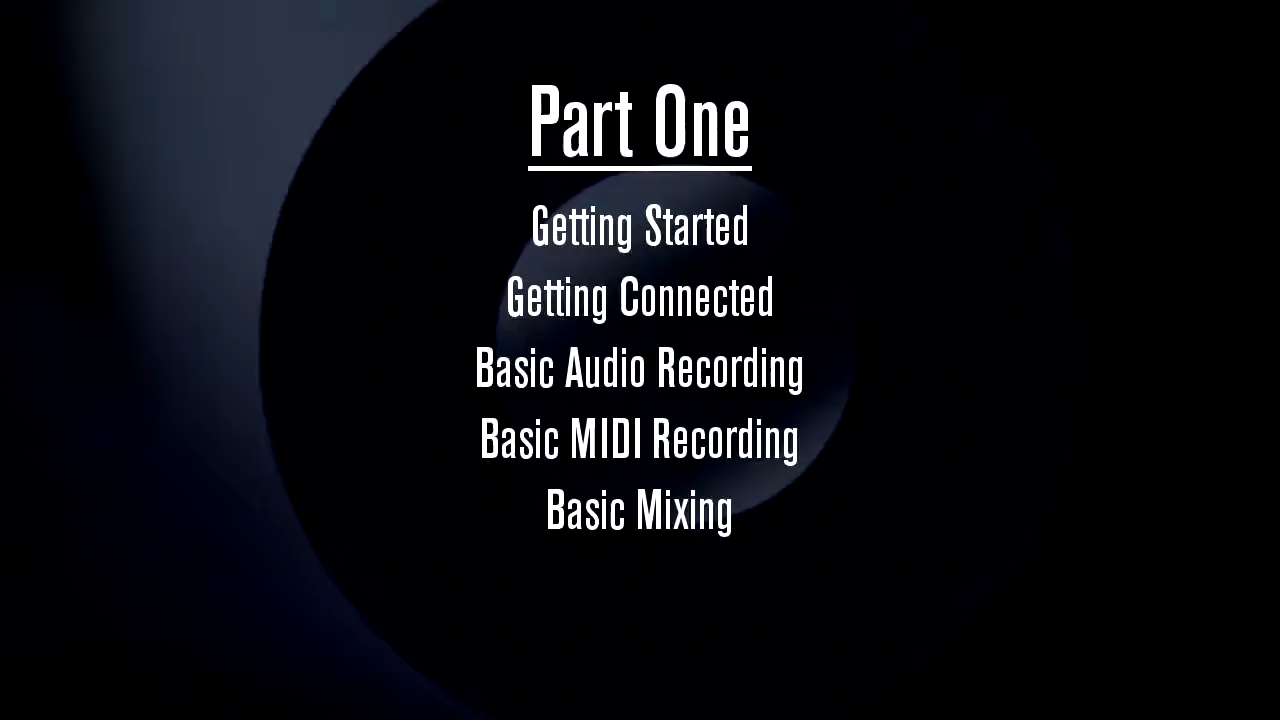 Part One
Getting Started
Getting Connected
Basic Audio Recording
Basic MIDI Recording
Basic Mixing